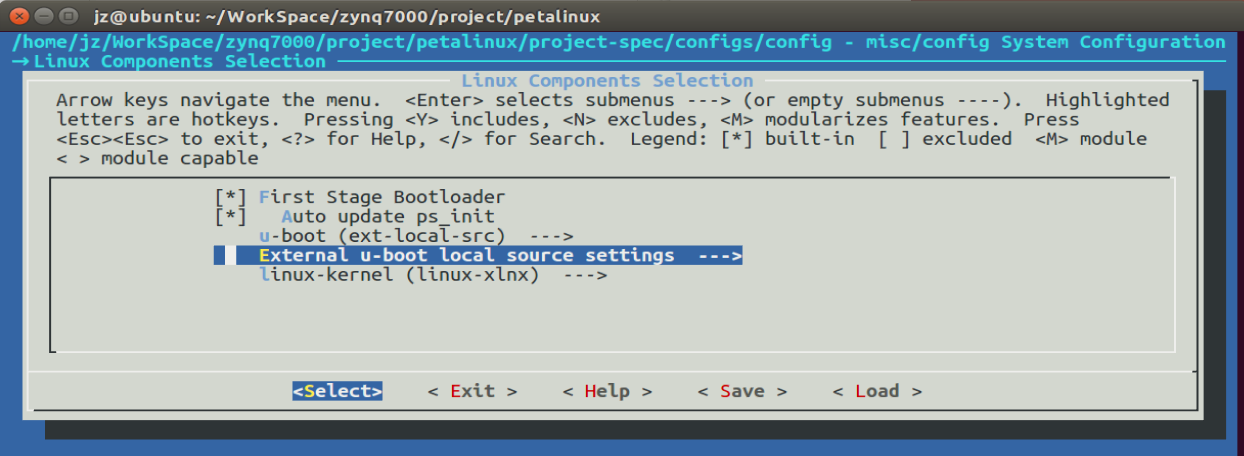 jz@ubuntu: ~/WorkSpace/zynq7000/project/petalinux
/home/jz/WorkSpace/zynq7000/project/petalinux/project-spec/configs/config - misc/config System Configuration
→ Linux Components Selection
Linux Components Selection
Arrow keys navigate the menu.  <Enter> selects submenus ---> (or empty submenus ----).  Highlighted
letters are hotkeys.  Pressing <Y> includes, <N> excludes, <M> modularizes features.  Press
<Esc><Esc> to exit, <?> for Help, </> for Search.  Legend: [*] built-in  [ ] excluded  <M> module
< > module capable
[*] First Stage Bootloader
[*]   Auto update ps_init
u-boot (ext-local-src)  --->
External u-boot local source settings  --->
linux-kernel (linux-xlnx)  --->
<Select>    < Exit >    < Help >    < Save >    < Load >